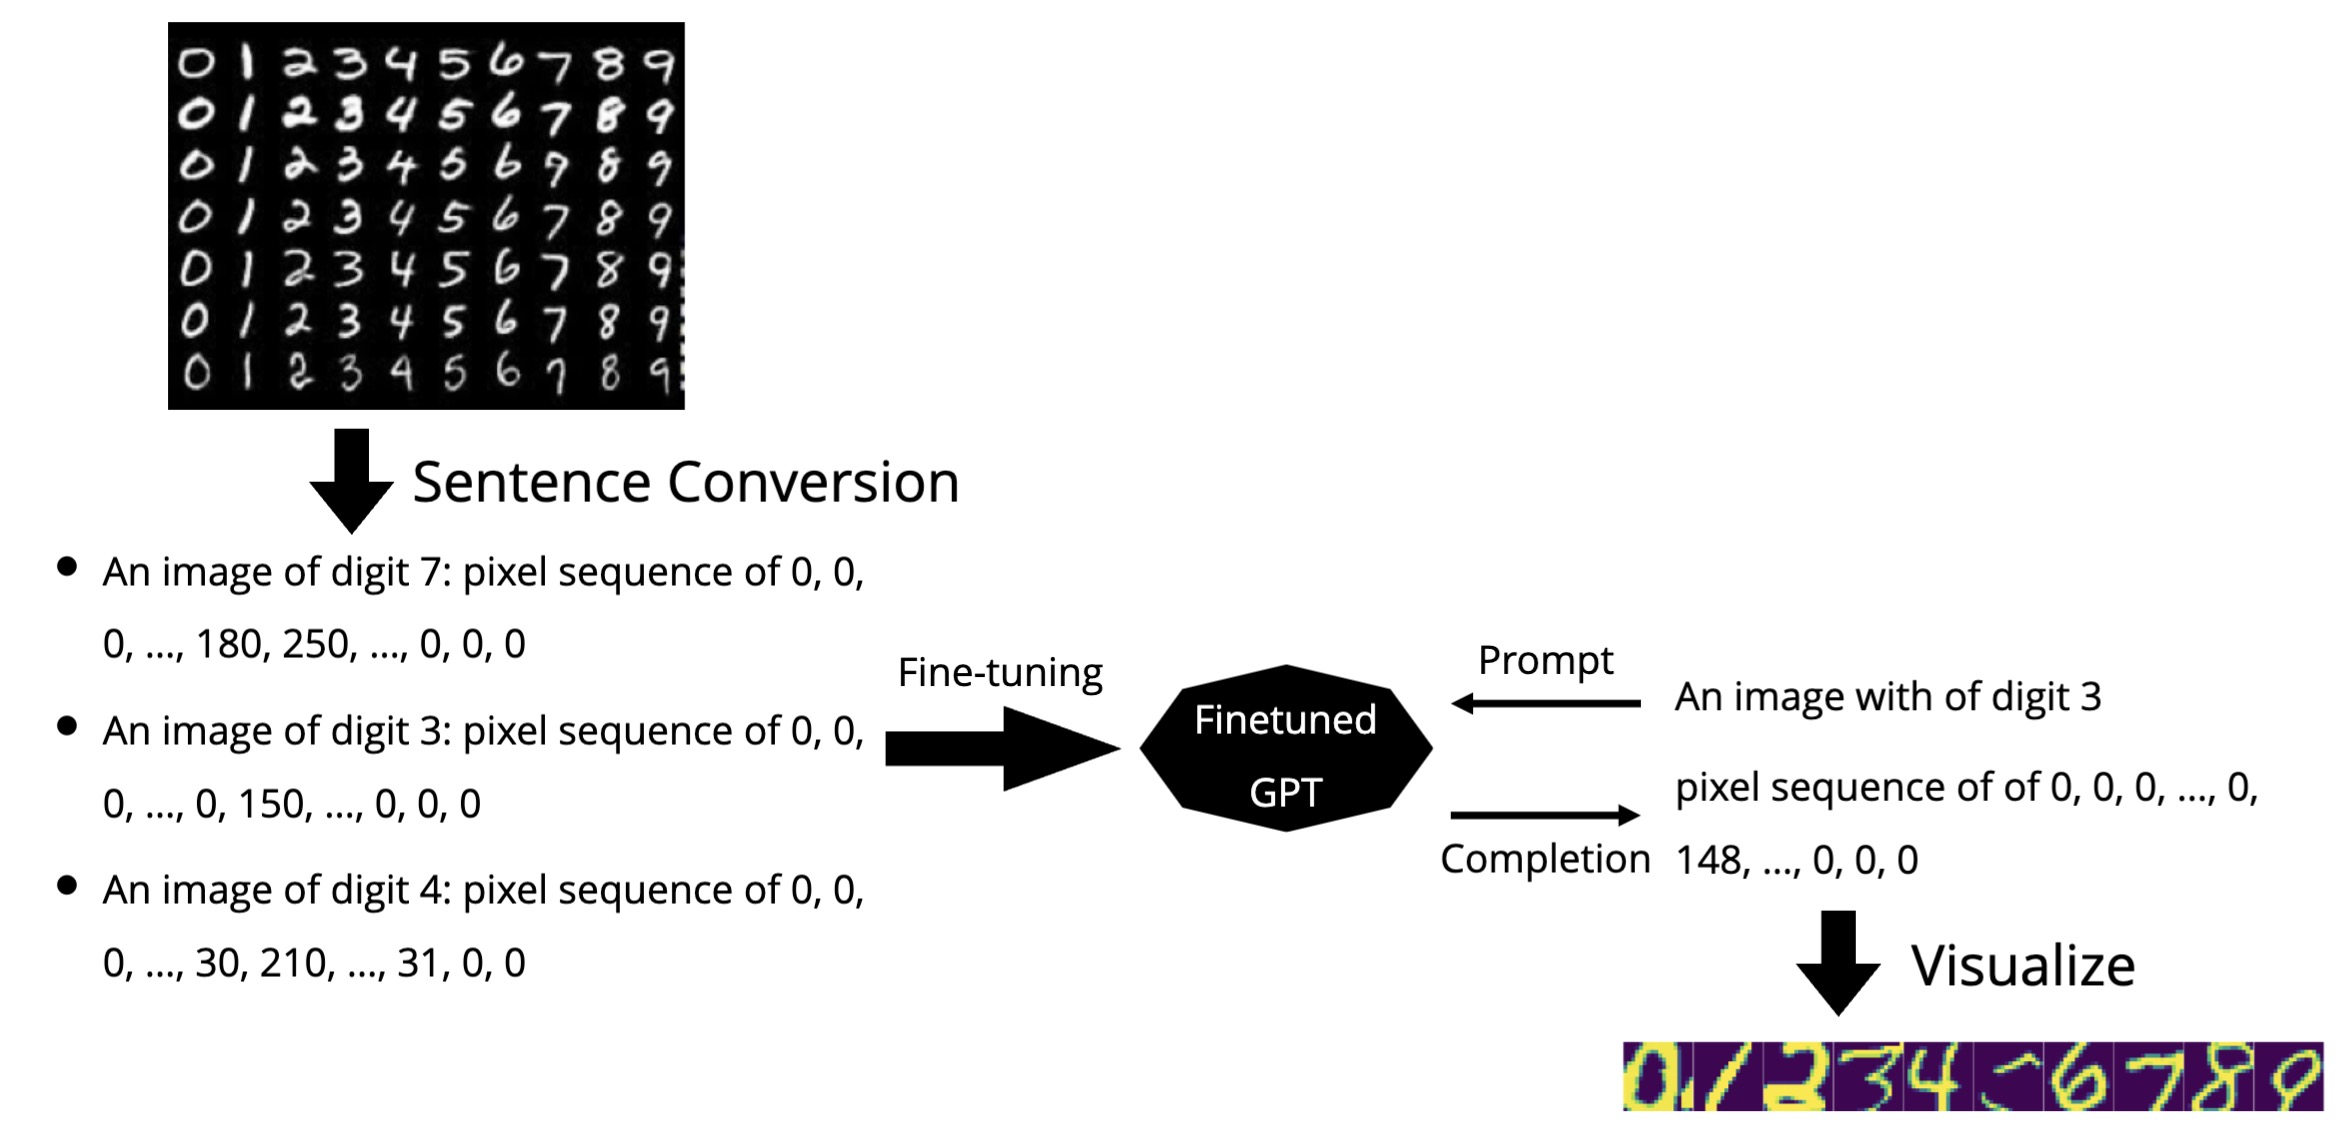 0 1 2 3 4 5 6 7 8 9
0 1 2 3 4 5 6 7 8 9
0 1 2 3 4 5 6 7 8 9
0 1 2 3 4 5 6 7 8 9
0 1 2 3 4 5 6 7 8 9
0 1 2 3 4 5 6 7 8 9
0 1 2 3 4 5 6 7 8 9
Sentence Conversion
• An image of digit 7: pixel sequence of 0, 0,
0, ..., 180, 250, ..., 0, 0, 0
• An image of digit 3: pixel sequence of 0, 0,
0, ..., 0, 150, ..., 0, 0, 0
• An image of digit 4: pixel sequence of 0, 0,
0, ..., 30, 210, ..., 31, 0, 0
Fine-tuning
Finetuned
GPT
Prompt
An image with of digit 3
Completion
pixel sequence of of 0, 0, 0, ..., 0,
148, ..., 0, 0, 0
Visualize
0 1 2 3 4 5 6 7 8 9